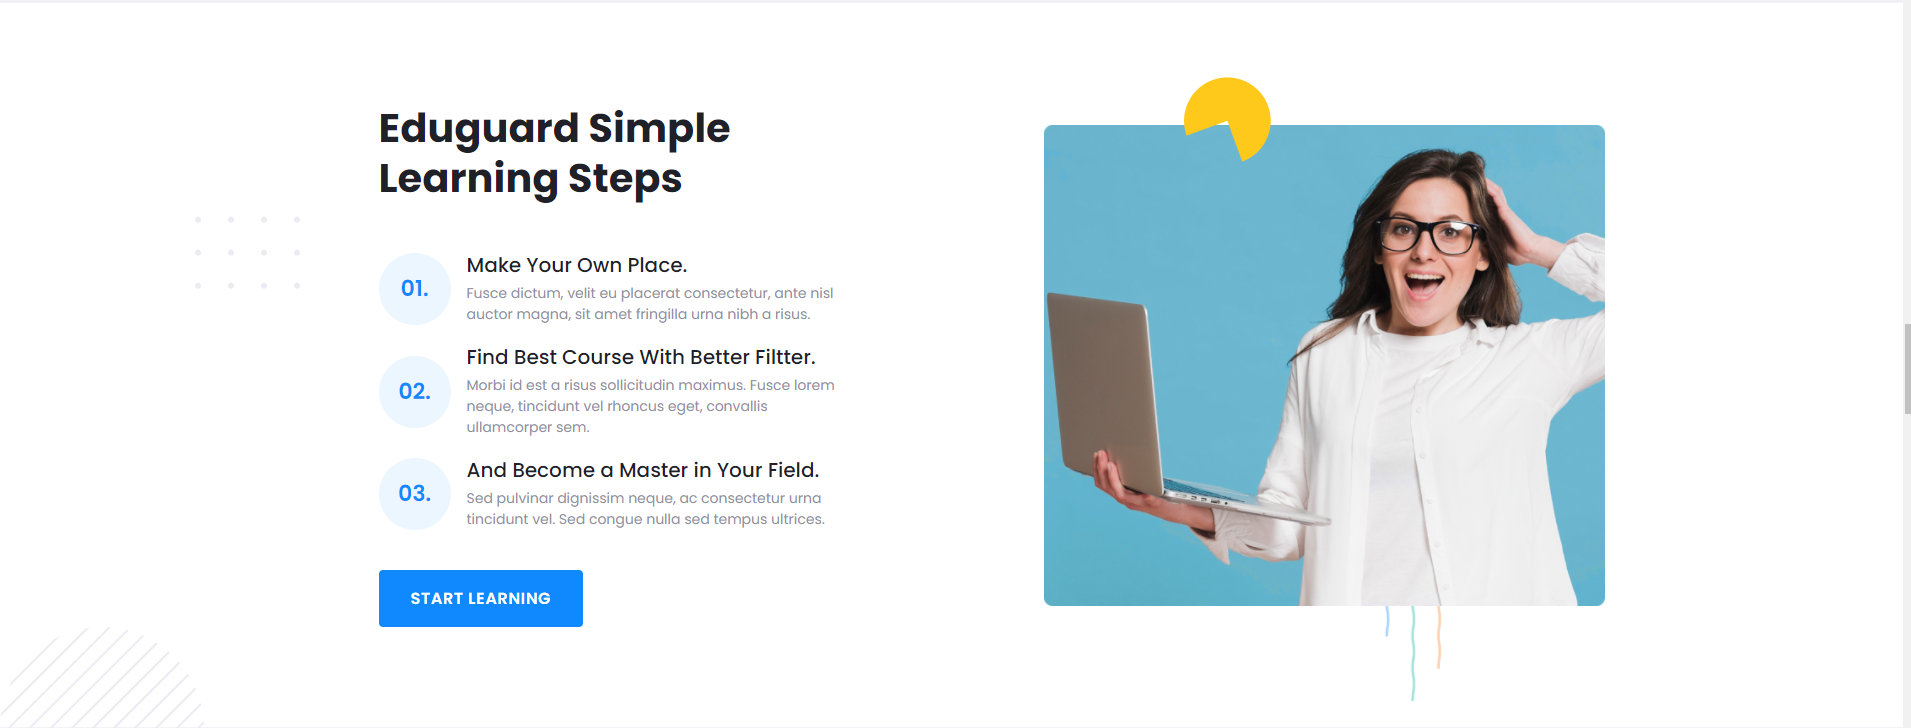 Eduguard Simple
Learning Steps
01.
Make Your Own Place.
Fusce dictum, velit eu placerat consectetur, ante nisl
auctor magna, sit amet fringilla urna nibh a risus.
02.
Find Best Course With Better Filtter.
Morbi id est a risus sollicitudin maximus. Fusce lorem
neque, tincidunt vel rhoncus eget, convallis
ullamcorper sem.
03.
And Become a Master in Your Field.
Sed pulvinar dignissim neque, ac consectetur urna
tincidunt vel. Sed congue nulla sed tempus ultrices.
START LEARNING